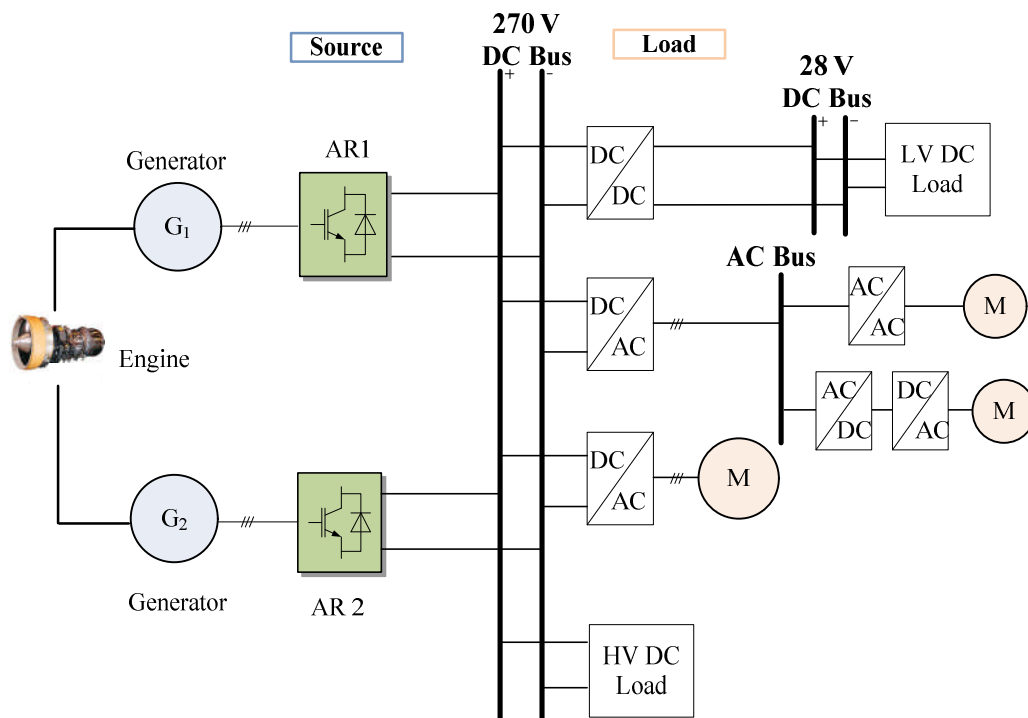 Source
270 V
DC Bus
+ -
Load
28 V
DC Bus
+ −
Generator
G1
AR1
DC
DC
LV DC
Load
AC Bus
DC
AC
AC
AC
M
Engine
AC
DC
DC
AC
M
DC
AC
M
G2
Generator
AR 2
HV DC
Load